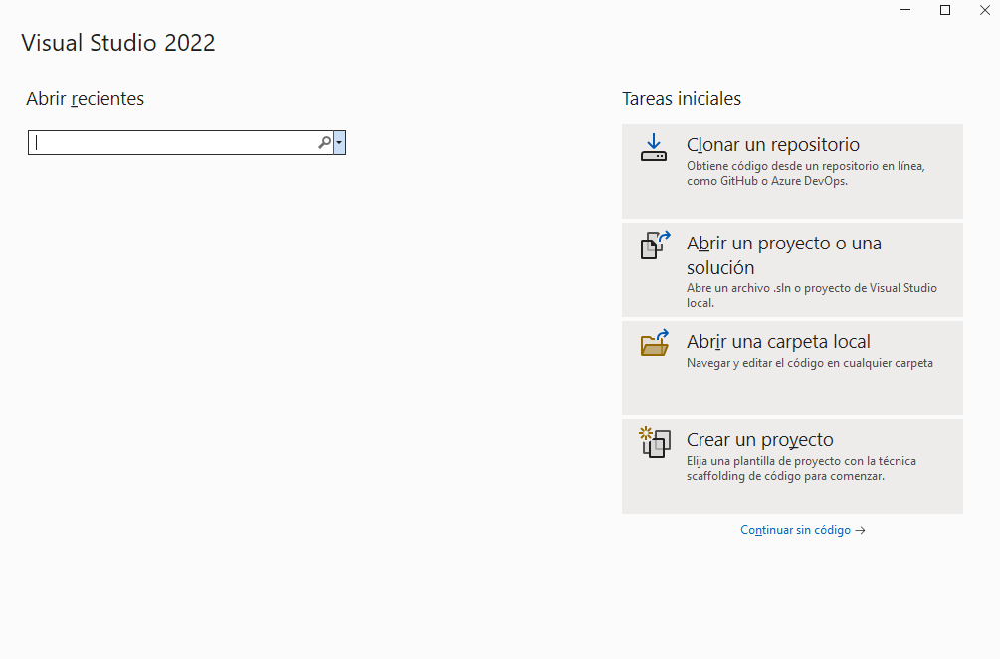 Visual Studio 2022
Abrir recientes
Tareas iniciales
Clonar un repositorio
Obtiene código desde un repositorio en línea,
como GitHub o Azure DevOps.
Abrir un proyecto o una
solución
Abre un archivo .sln o proyecto de Visual Studio
local.
Abrir una carpeta local
Navegar y editar el código en cualquier carpeta
Crear un proyecto
Elija una plantilla de proyecto con la técnica
scaffolding de código para comenzar.
Continuar sin código →